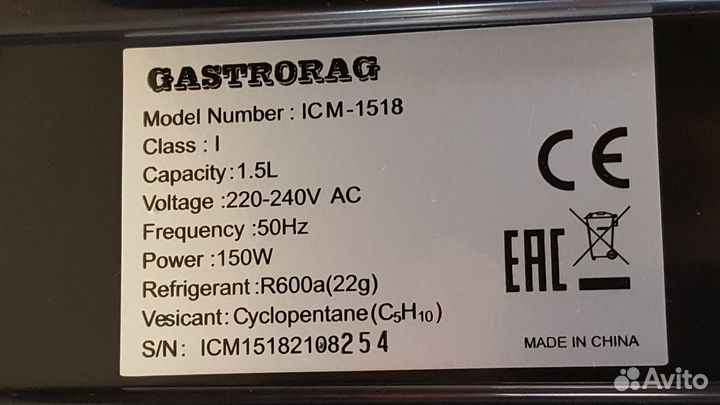 GASTRORAG
Model Number : ICM-1518
Class : I
Capacity:1.5L
Voltage :220-240V AC
Frequency :50Hz
Power :150W
Refrigerant :R600a(22g)
Vesicant: Cyclopentane(C₅H₁₀)
S/N: ICM15182108254
CE
EAC
MADE IN CHINA
Avito